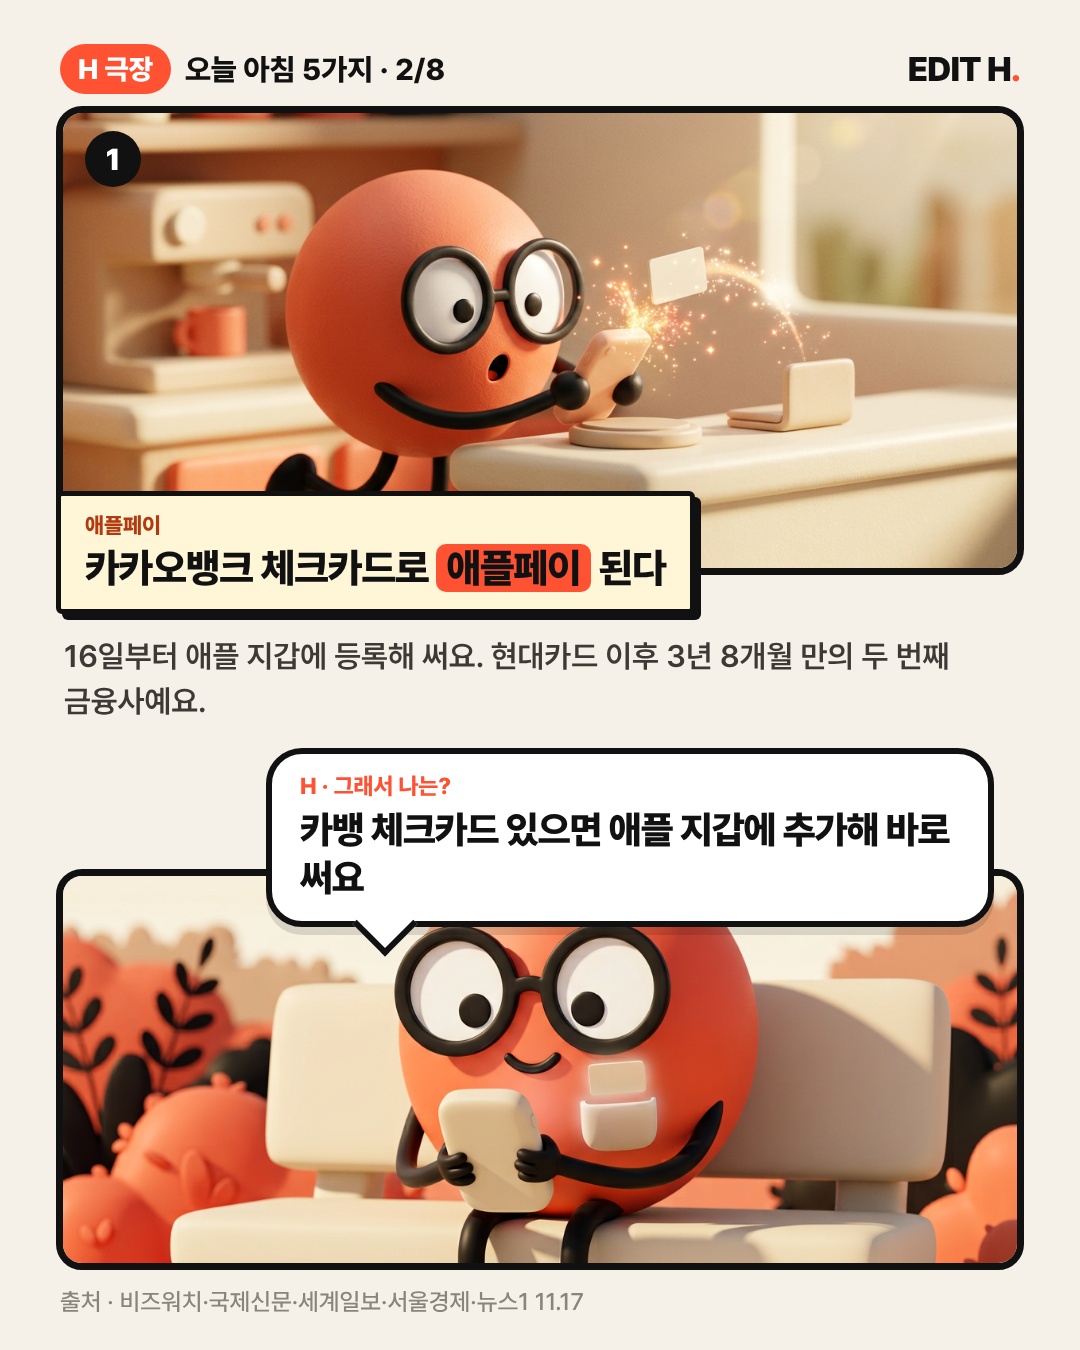 H 극장 오늘 아침 5가지 · 2/8
EDIT H.
1
애플페이
카카오뱅크 체크카드로 애플페이 된다
16일부터 애플 지갑에 등록해 써요. 현대카드 이후 3년 8개월 만의 두 번째
금융사예요.
H · 그래서 나는?
카뱅 체크카드 있으면 애플 지갑에 추가해 바로
써요
출처 · 비즈워치·국제신문·세계일보·서울경제·뉴스1 11.17